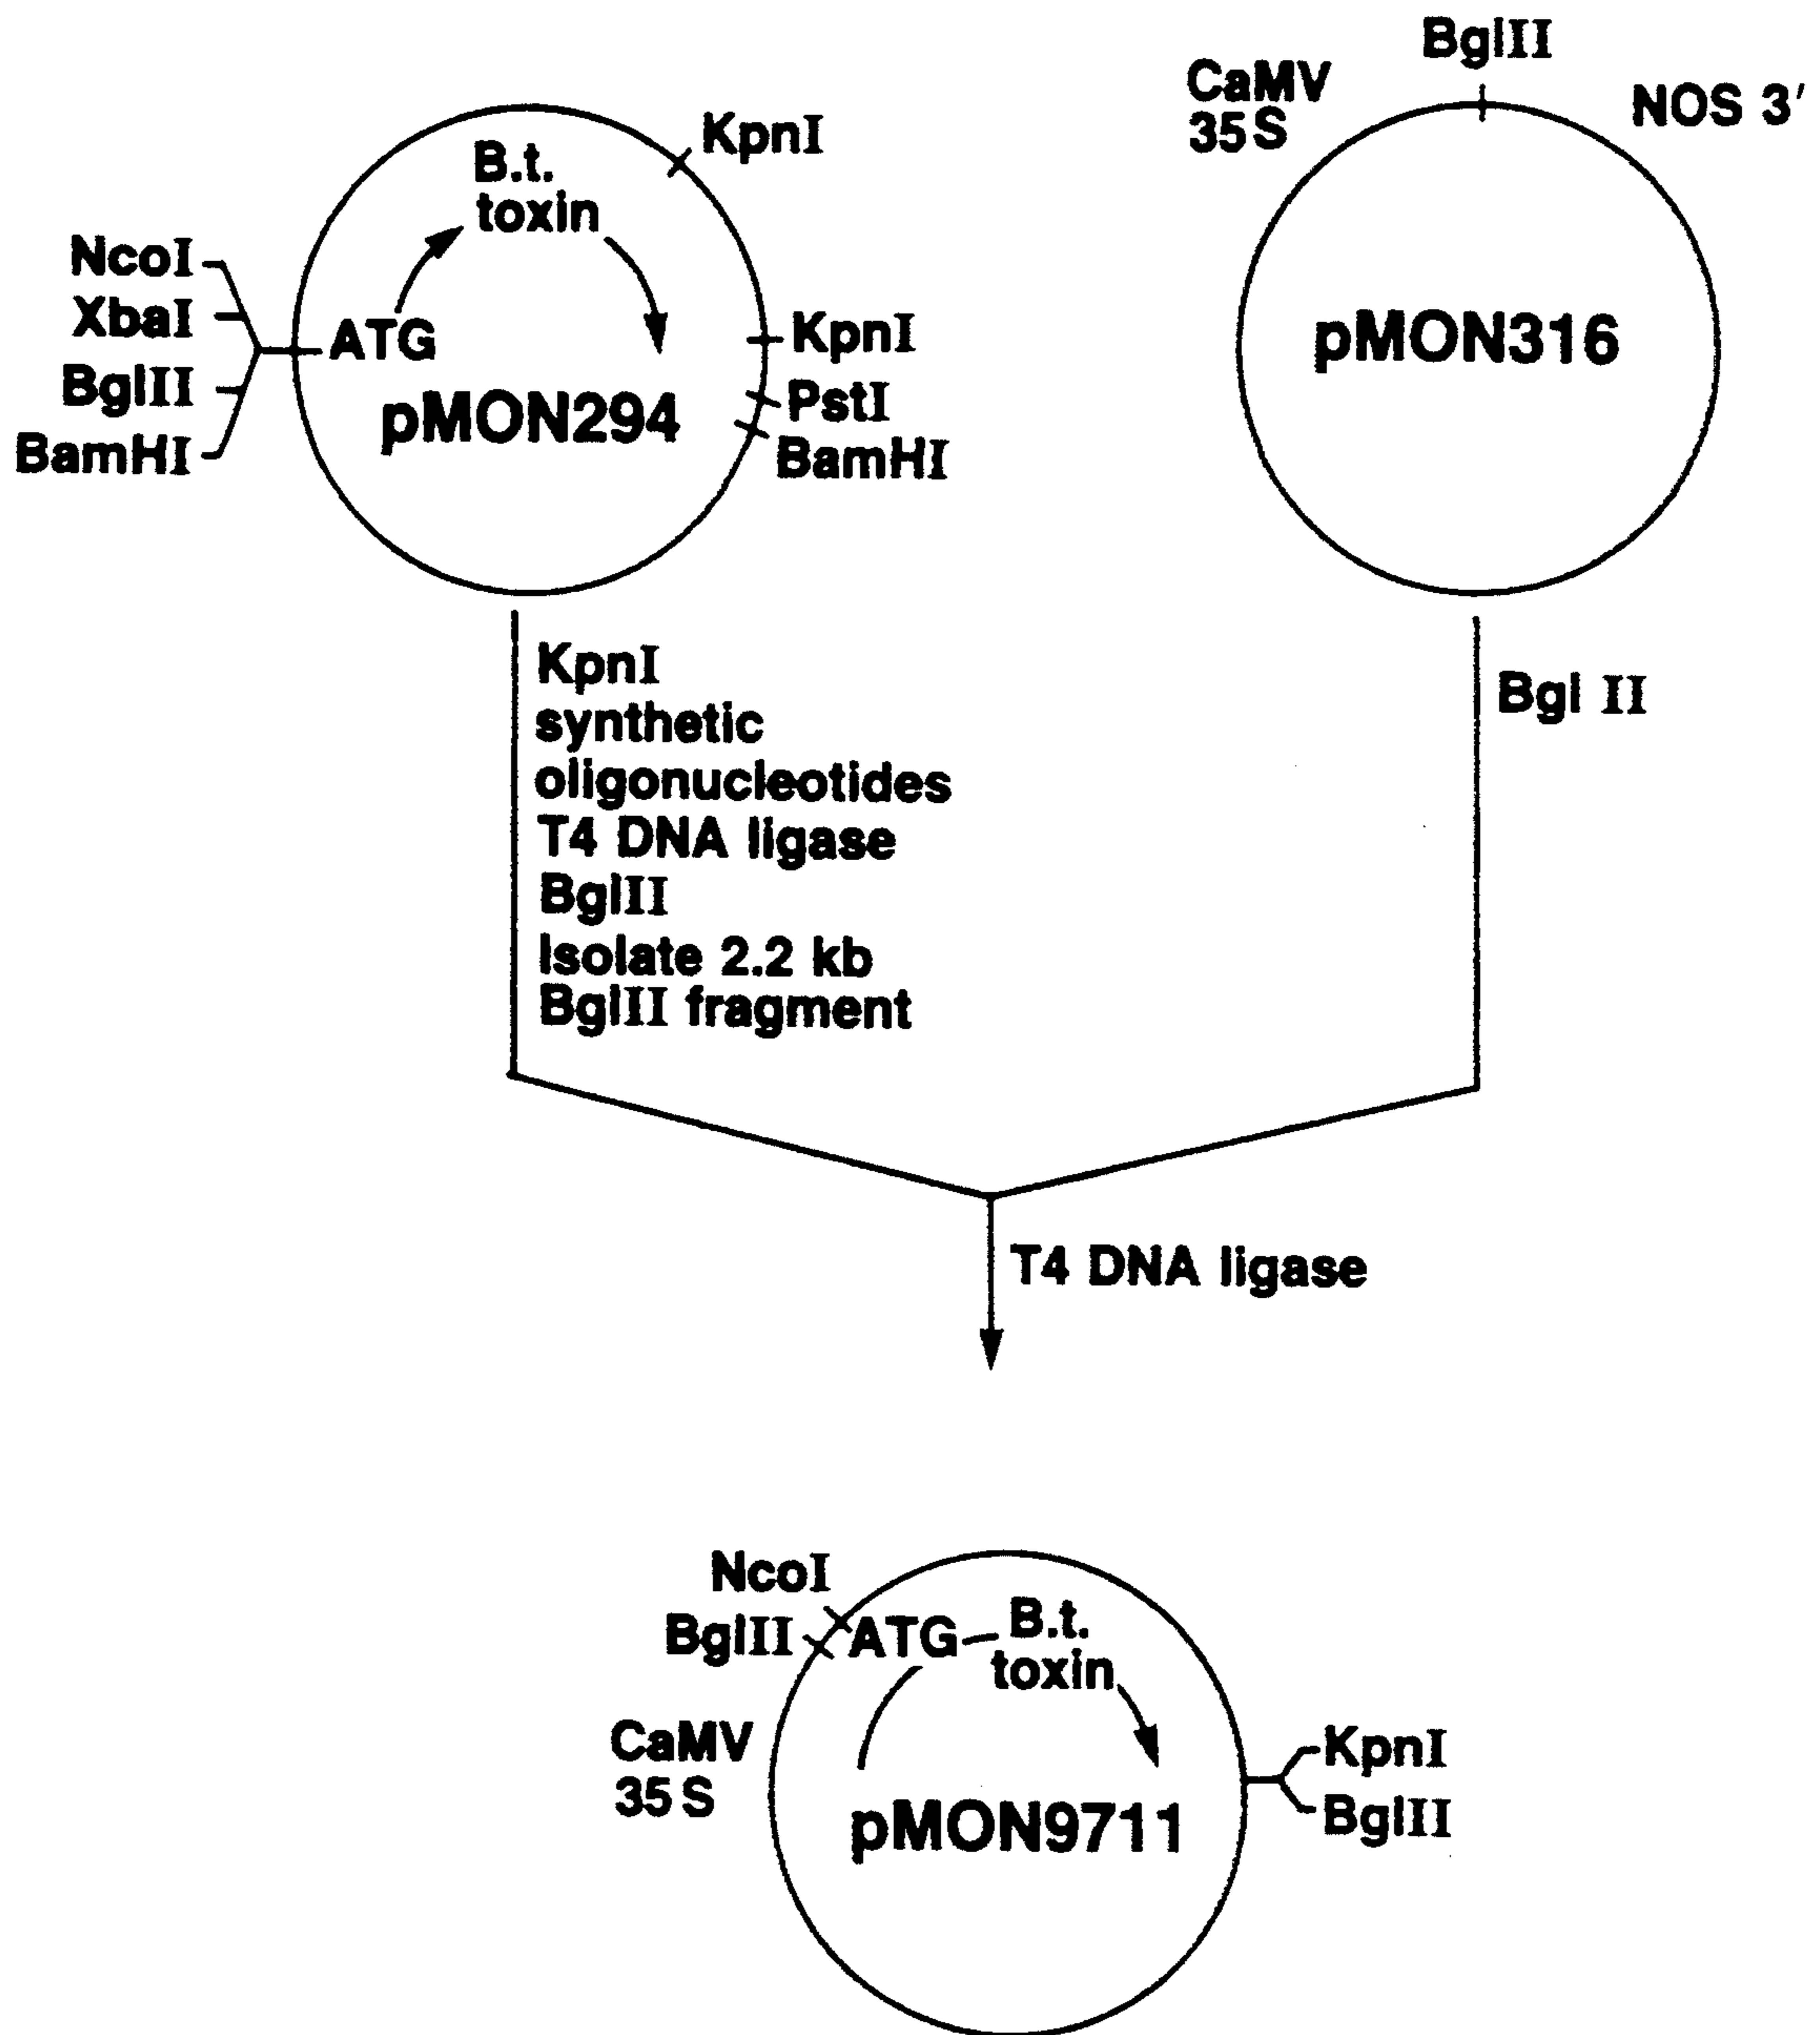 BglII
CaMV
35S
NOS 3'
KpnI
B.t.
toxin
NcoI
XbaI
BglII
BamHI
ATG
KpnI
PstI
BamHI
pMON294
pMON316
KpnI
synthetic
oligonucleotides
T4 DNA ligase
BglII
Isolate 2.2 kb
BglII fragment
Bgl II
T4 DNA ligase
NcoI
BglII
ATG
B.t.
toxin
CaMV
35S
KpnI
BglII
pMON9711